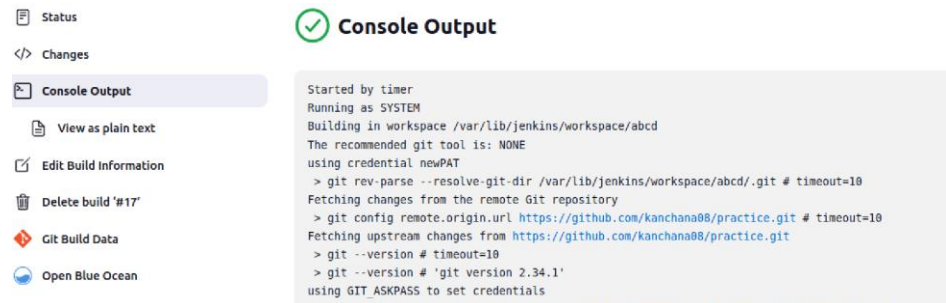 Status
Changes
Console Output
View as plain text
Edit Build Information
Delete build '#17'
Git Build Data
Open Blue Ocean
Console Output
Started by timer
Running as SYSTEM
Building in workspace /var/lib/jenkins/workspace/abcd
The recommended git tool is: NONE
using credential newPAT
 > git rev-parse --resolve-git-dir /var/lib/jenkins/workspace/abcd/.git # timeout=10
Fetching changes from the remote Git repository
 > git config remote.origin.url https://github.com/kanchana08/practice.git # timeout=10
Fetching upstream changes from https://github.com/kanchana08/practice.git
 > git --version # timeout=10
 > git --version # 'git version 2.34.1'
using GIT_ASKPASS to set credentials